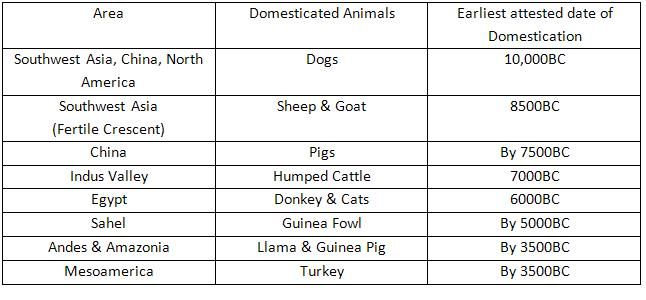 Area Domesticated Animals Earliest attested date of
Domestication
Southwest Asia, China, North Dogs 10,000BC
America
Southwest Asia Sheep & Goat 8500BC
(Fertile Crescent)
China Pigs By 7500BC
Indus Valley Humped Cattle 7000BC
Egypt Donkey & Cats 6000BC
Sahel Guinea Fowl By 5000BC
Andes & Amazonia Llama & Guinea Pig By 3500BC
Mesoamerica Turkey By 3500BC